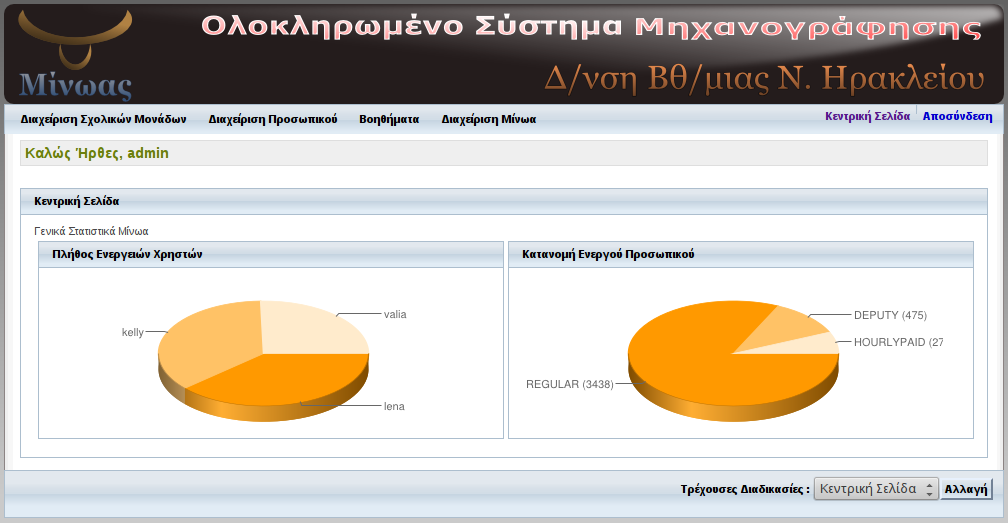 Ολοκληρωμένο Σύστημα Μηχανογράφησης
Μίνωας
Δ/νση Βθ/μιας Ν. Ηρακλείου
Διαχείριση Σχολικών Μονάδων Διαχείριση Προσωπικού Βοηθήματα Διαχείριση Μίνωα Κεντρική Σελίδα Αποσύνδεση
Καλώς Ήρθες, admin
Κεντρική Σελίδα
Γενικά Στατιστικά Μίνωα
Πλήθος Ενεργειών Χρηστών
valia
kelly
lena
Κατανομή Ενεργού Προσωπικού
DEPUTY (475)
HOURLYPAID (27
REGULAR (3438)
Τρέχουσες Διαδικασίες : Κεντρική Σελίδα Αλλαγή